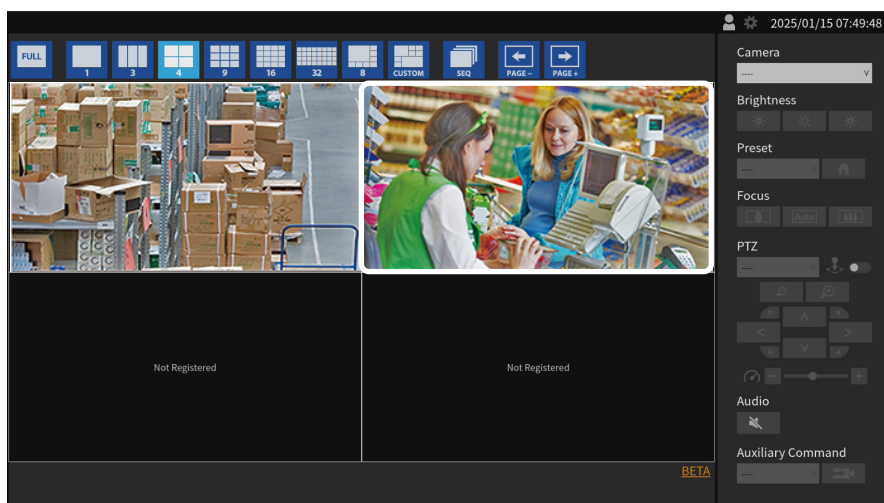 2025/01/15 07:49:48
FULL
1
3
4
9
16
32
8
CUSTOM
SEQ
PAGE−
PAGE+
Camera
----
Brightness
Preset
----
Focus
Auto
PTZ
----
Not Registered
Not Registered
Audio
Auxiliary Command
----
BETA